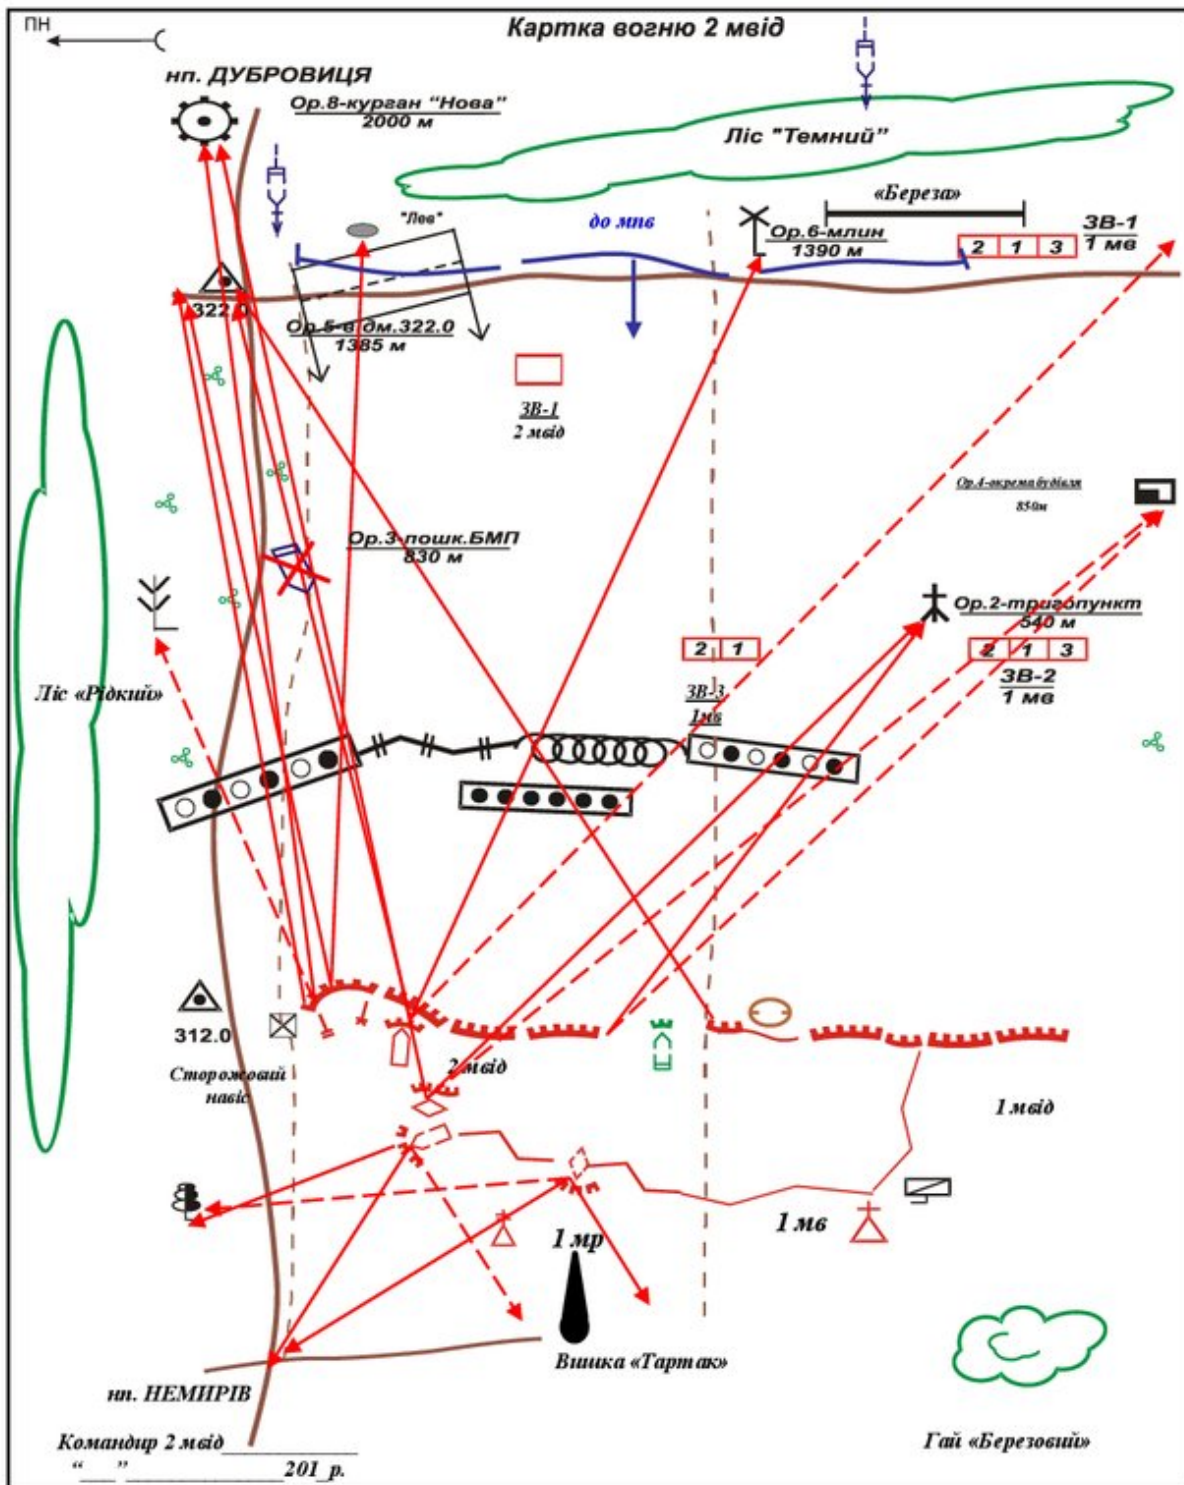 ПН
Картка вогню 2 мвід
нп. ДУБРОВИЦЯ
Ор.8-курган “Нова”
2000 м
Ліс "Темний”
"Лев"
до мпв
«Береза»
Ор.6-млин
1390 м
2 1 3
ЗВ-1
1 мв
322.0
Ор.5-відм.322.0
1385 м
ЗВ-1
2 мвід
Ор.4-окрема будівля
850м
Ор.3-пошк.БМП
830 м
Ор.2-тригопункт
540 м
2 1
2 1 3
ЗВ-3
1мв
ЗВ-2
1 мв
Ліс «Рідкий»
312.0
Сторожовий
навіс
2 мвід
1 мвід
1 мв
1 мр
Вишка «Тартак»
нп. НЕМИРІВ
Гай «Березовий»
Командир 2 мвід_____________
“___”_______________201_р.